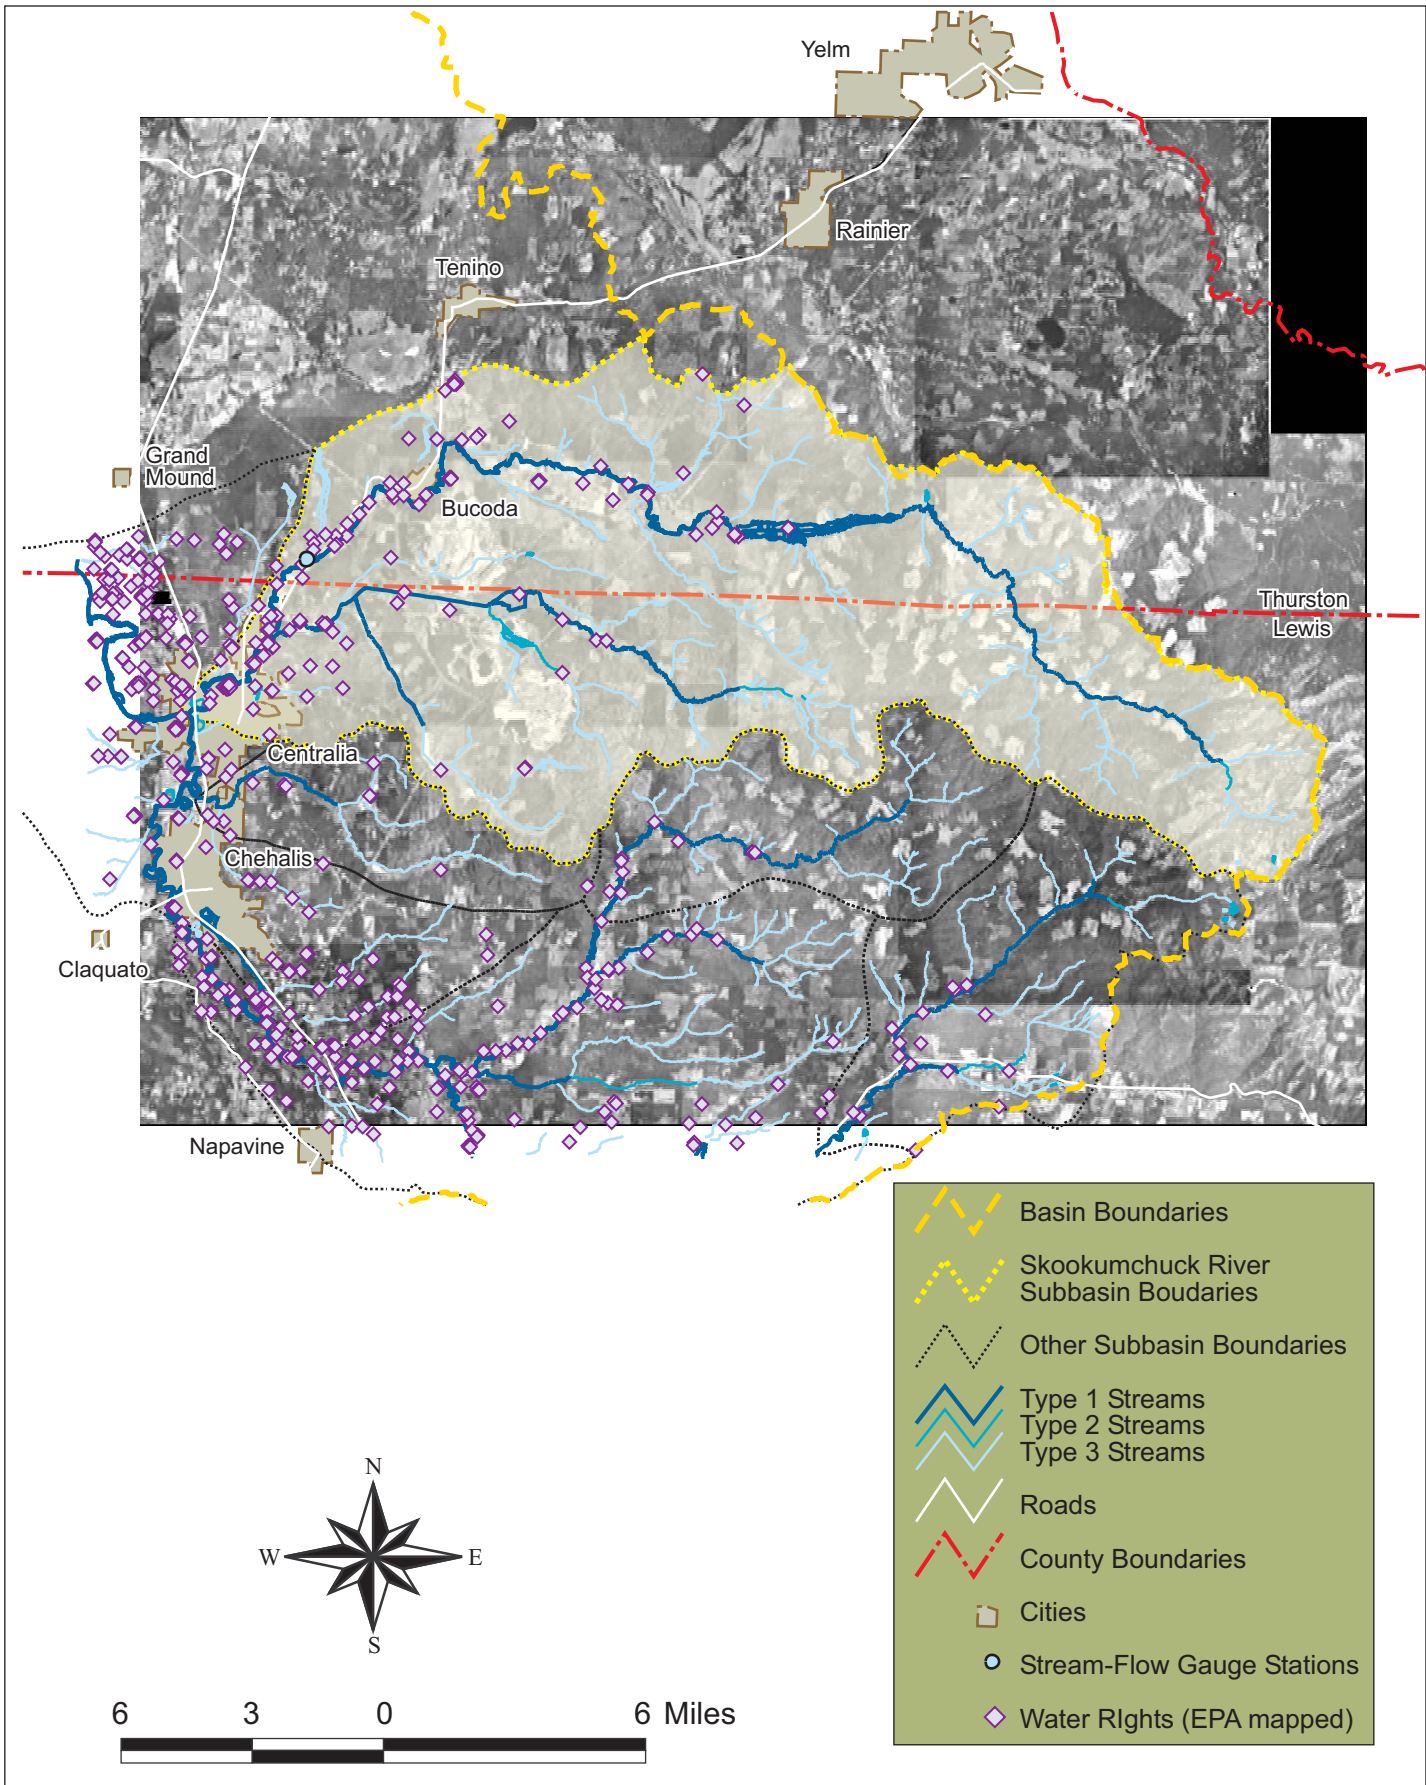 Yelm
Rainier
Tenino
Grand
Mound
Bucoda
Thurston
Lewis
Centralia
Chehalis
Claquato
Napavine
Basin Boundaries
Skookumchuck River
Subbasin Boudaries
Other Subbasin Boundaries
Type 1 Streams
Type 2 Streams
Type 3 Streams
Roads
County Boundaries
Cities
Stream-Flow Gauge Stations
Water RIghts (EPA mapped)
N
W E
S
6 3 0 6 Miles